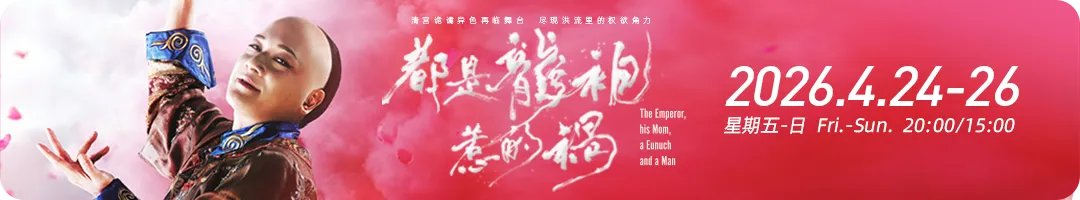 清宫诡谲异色再临舞台 尽现洪流里的权欲角力
都是龍袍
惹的禍
The Emperor,
his Mom,
a Eunuch
and a Man
2026.4.24-26
星期五-日 Fri.-Sun. 20:00/15:00